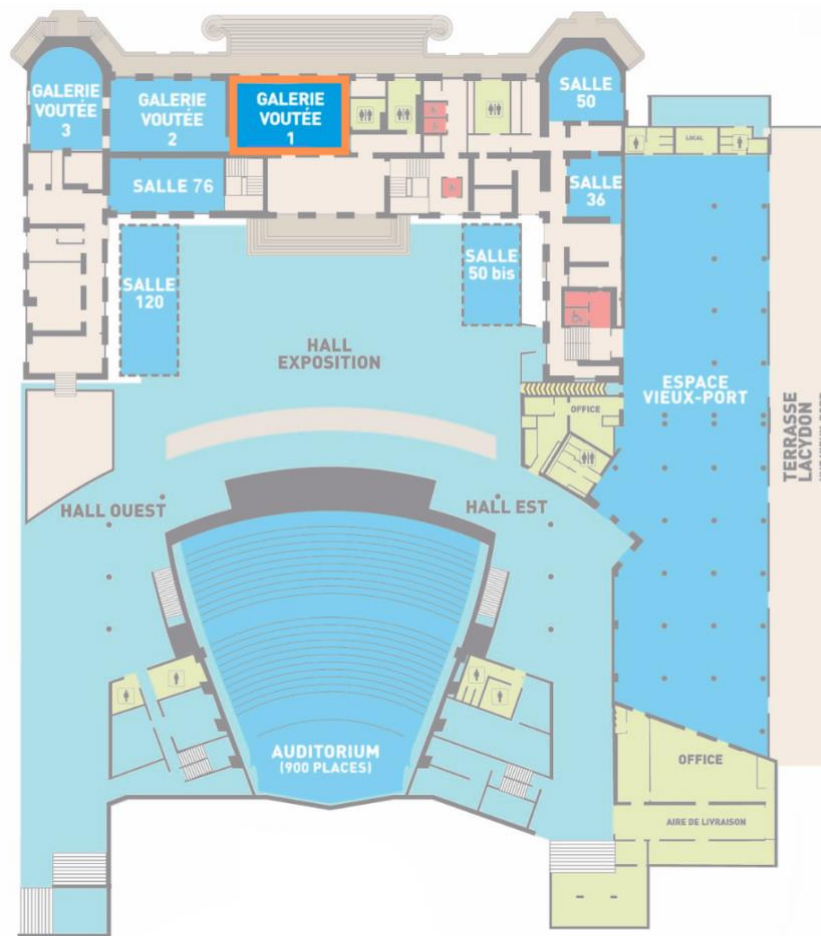 GALERIE
VOUTÉE
3
GALERIE
VOUTÉE
2
GALERIE
VOUTÉE
1
SALLE
50
LOCAL
SALLE 76
SALLE
36
SALLE
120
SALLE
50 bis
HALL
EXPOSITION
ESPACE
VIEUX-PORT
OFFICE
TERRASSE
LACYDON
HALL OUEST
HALL EST
AUDITORIUM
(900 PLACES)
OFFICE
AIRE DE LIVRAISON